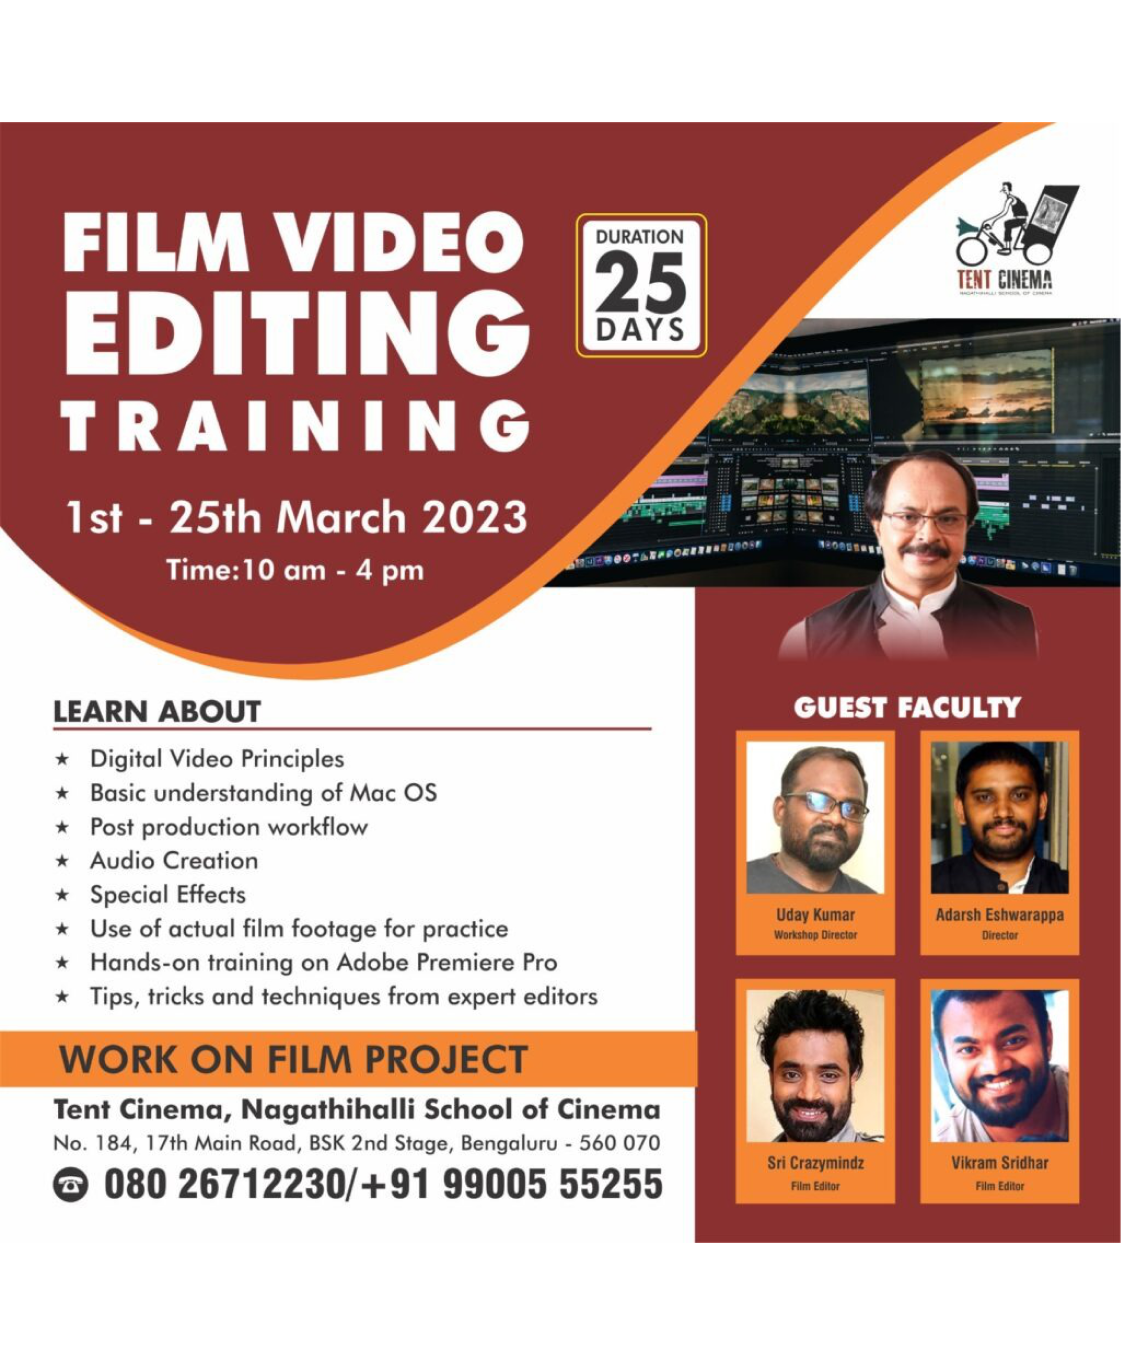 FILM VIDEO
EDITING
TRAINING
1st - 25th March 2023
Time:10 am - 4 pm
DURATION
25
DAYS
TENT CINEMA
NAGATHIHALLI SCHOOL OF CINEMA
LEARN ABOUT
★ Digital Video Principles
★ Basic understanding of Mac OS
★ Post production workflow
★ Audio Creation
★ Special Effects
★ Use of actual film footage for practice
★ Hands-on training on Adobe Premiere Pro
★ Tips, tricks and techniques from expert editors
WORK ON FILM PROJECT
Tent Cinema, Nagathihalli School of Cinema
No. 184, 17th Main Road, BSK 2nd Stage, Bengaluru - 560 070
☎ 080 26712230/+91 99005 55255
GUEST FACULTY
Uday Kumar
Workshop Director
Adarsh Eshwarappa
Director
Sri Crazymindz
Film Editor
Vikram Sridhar
Film Editor